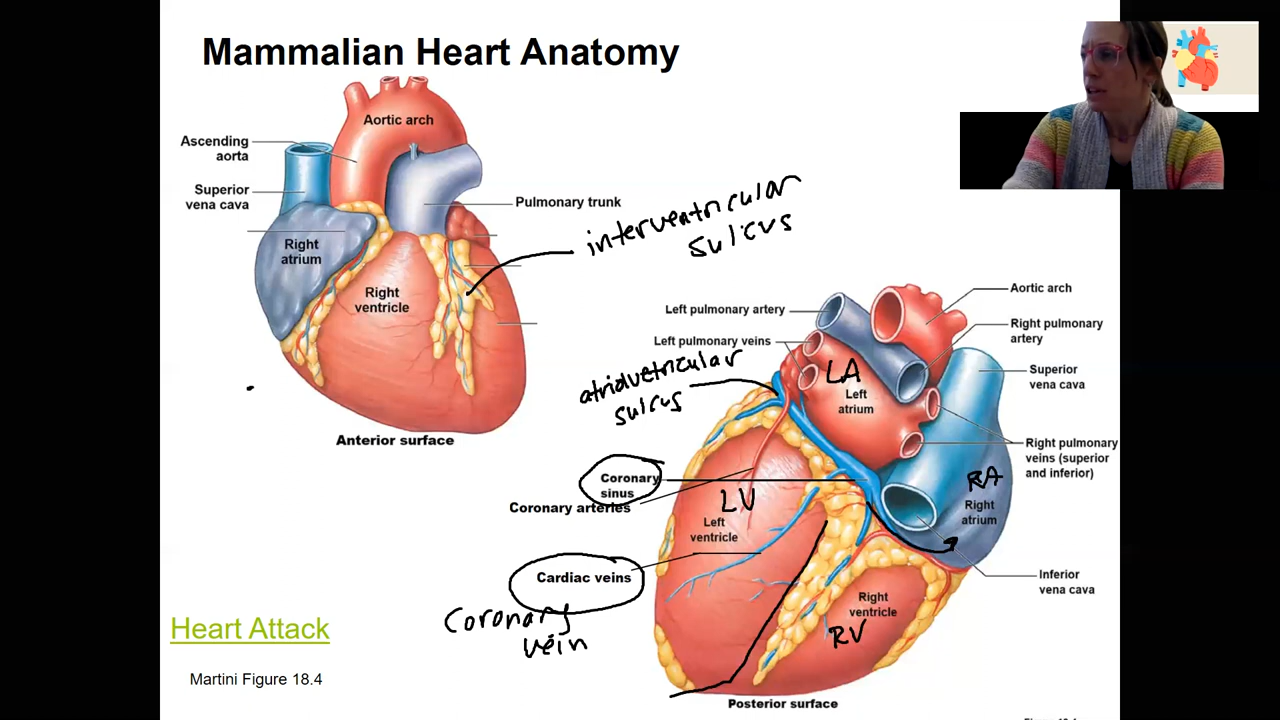 Mammalian Heart Anatomy
Aortic arch
Ascending
aorta
Superior
vena cava
Pulmonary trunk
interventricular
sulicus
Right
atrium
Right
ventricle
Anterior surface
Left pulmonary artery
Aortic arch
Left pulmonary veins
Right pulmonary
artery
atriolvetricular
sulcus
LA
Left
atrium
Superior
vena cava
Right pulmonary
veins (superior
and inferior)
Coronary
sinus
Coronary arteries
LV
Left
ventricle
RA
Right
atrium
Cardiac veins
Coronary
vein
Inferior
vena cava
Right
ventricle
RV
Heart Attack
Martini Figure 18.4
Posterior surface